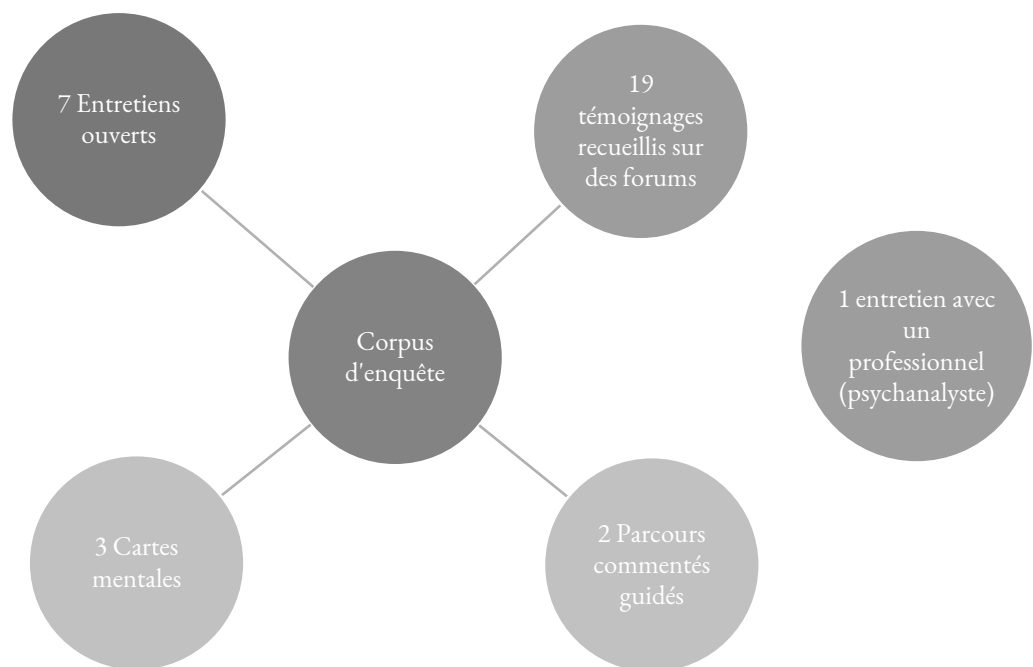 7 Entretiens
ouverts
19
témoignages
recueillis sur
des forums
1 entretien avec
un
professionnel
(psychanalyste)
Corpus
d'enquête
3 Cartes
mentales
2 Parcours
commentés
guidés